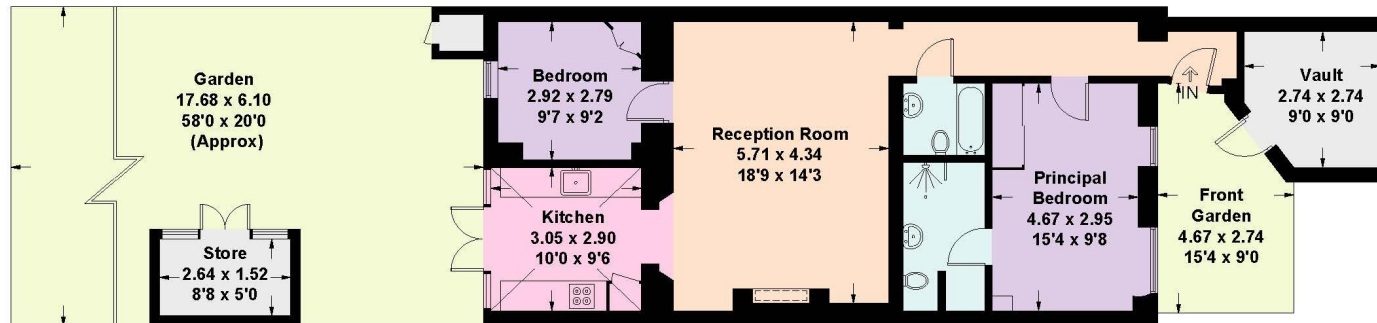 Garden
17.68 x 6.10
58'0 x 20'0
(Approx)
Store
2.64 x 1.52
8'8 x 5'0
Bedroom
2.92 x 2.79
9'7 x 9'2
Kitchen
3.05 x 2.90
10'0 x 9'6
Reception Room
5.71 x 4.34
18'9 x 14'3
Principal
Bedroom
4.67 x 2.95
15'4 x 9'8
IN
Front
Garden
4.67 x 2.74
15'4 x 9'0
Vault
2.74 x 2.74
9'0 x 9'0